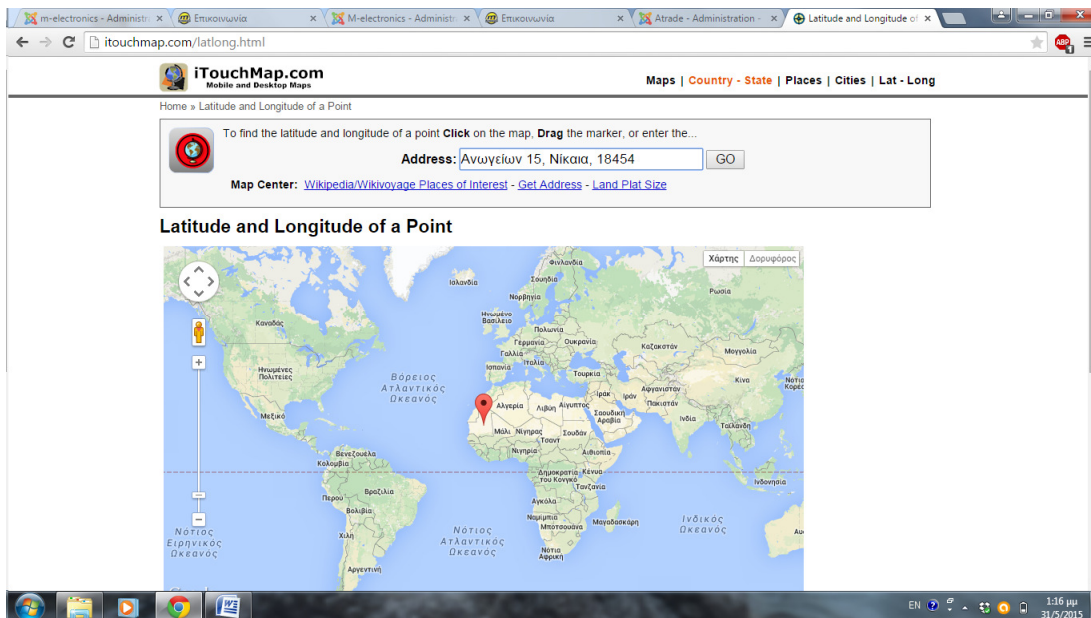 m-electronics - Administra
Επικοινωνία
M-electronics - Administra
Επικοινωνία
Atrade - Administration -
Latitude and Longitude of
itouchmap.com/latlong.html
ABP
1
iTouchMap.com
Mobile and Desktop Maps
Maps | Country - State | Places | Cities | Lat - Long
Home » Latitude and Longitude of a Point
To find the latitude and longitude of a point Click on the map, Drag the marker, or enter the...
Address: Ανωγείων 15, Νίκαια, 18454 GO
Map Center: Wikipedia/Wikivoyage Places of Interest - Get Address - Land Plat Size
Latitude and Longitude of a Point
Χάρτης Δορυφόρος
Φινλανδία
Ισλανδία
Σουηδία
Νορβηγία
Ρωσία
Ηνωμένο
Βασίλειο
Καναδάς
Πολωνία
Γερμανία
Ουκρανία
Γαλλία
Καζακστάν
Μογγολία
Ιταλία
Ισπανία
Τουρκία
Ηνωμένες
Πολιτείες
Βόρειος
Ατλαντικός
Ωκεανός
Κίνα
Νότιο
Κορέα
Αφγανιστάν
Ιράκ
Ιράν
Πακιστάν
Αλγερία
Λιβύη
Αίγυπτος
Σαουδική
Αραβία
Ινδία
Μεξικό
Ταϊλάνδη
Μάλι
Νίγηρας
Σουδάν
Τσαντ
Νιγηρία
Αιθιοπία
Βενεζουέλα
Κολομβία
Δημοκρατία
του Κονγκό
Κένυα
Τανζανία
Ινδονησία
Βραζιλία
Περού
Αγκόλα
Βολιβία
Ναμίμπια
Μποτσουάνα
Μαδαγασκάρη
Ινδικός
Ωκεανός
Νότιος
Ειρηνικός
Ωκεανός
Χιλή
Νότιος
Ατλαντικός
Ωκεανός
Νότια
Αφρική
Αυ
Αργεντινή
EN
1:16 μμ
31/5/2015